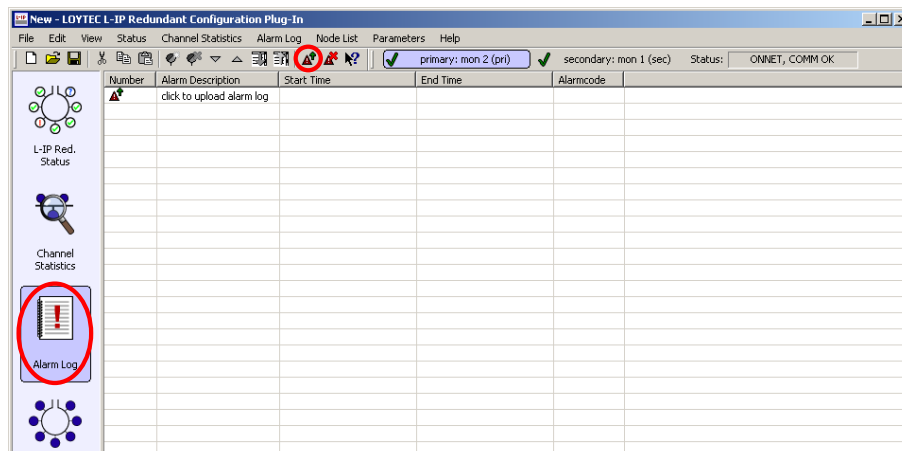 New - LOYTEC L-IP Redundant Configuration Plug-In
File Edit View Status Channel Statistics Alarm Log Node List Parameters Help
primary: mon 2 (pri) secondary: mon 1 (sec) Status: ONNET, COMM OK
Number Alarm Description Start Time End Time Alarmcode
click to upload alarm log
L-IP Red.
Status
Channel
Statistics
Alarm Log